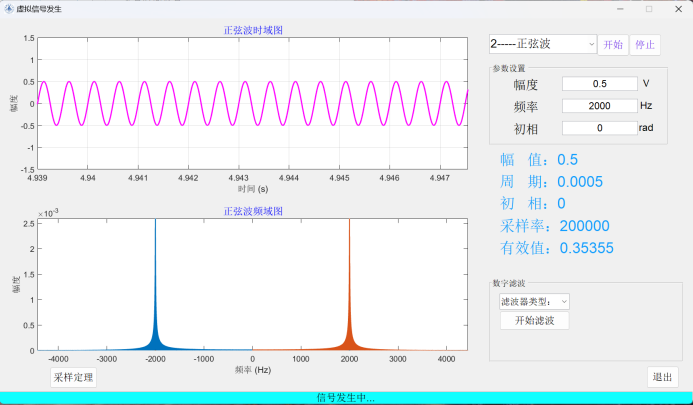 虚拟信号发生
正弦波时域图
1.5
1
0.5
0
-0.5
-1
-1.5
幅度
4.939 4.94 4.941 4.942 4.943 4.944 4.945 4.946 4.947
时间 (s)
正弦波频域图
×10⁻³
2.5
2
1.5
1
0.5
0
幅度
-4000 -3000 -2000 -1000 0 1000 2000 3000 4000
频率 (Hz)
采样定理
2-----正弦波 开始 停止
参数设置
幅度 0.5 V
频率 2000 Hz
初相 0 rad
幅 值：0.5
周 期：0.0005
初 相：0
采样率：200000
有效值：0.35355
数字滤波
滤波器类型：
开始滤波
退出
信号发生中...